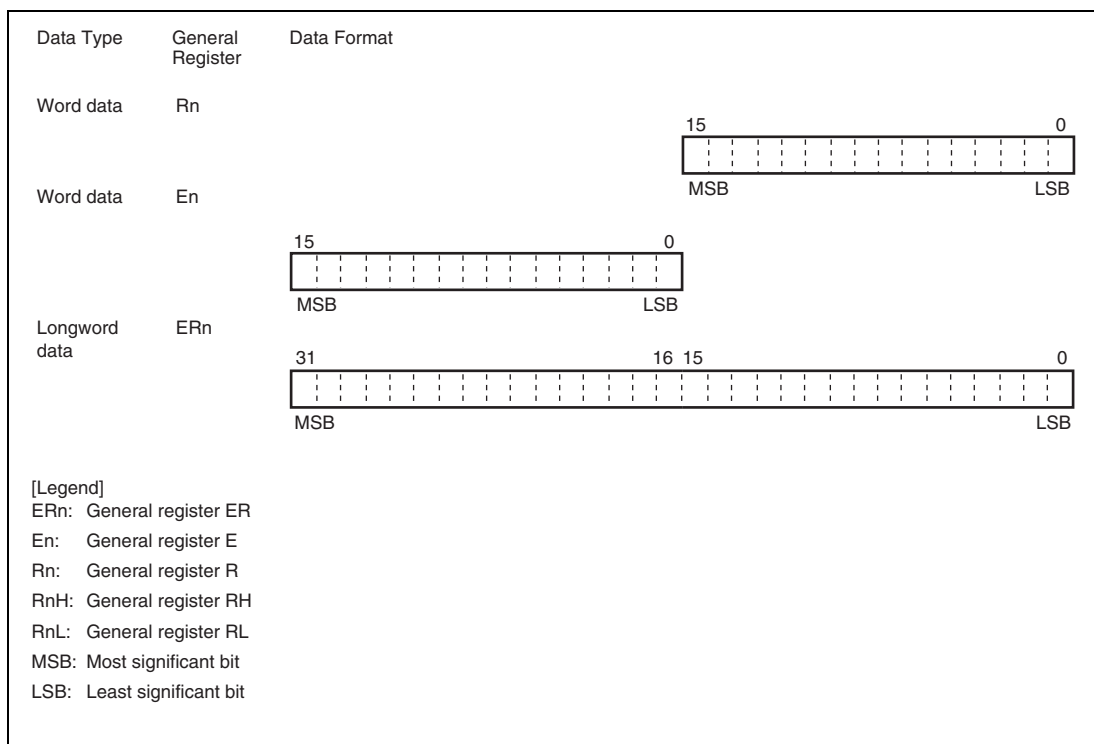 Data Type General Register Data Format
Word data Rn
15 0
MSB LSB
Word data En
15 0
MSB LSB
Longword data ERn
31 16 15 0
MSB LSB
[Legend]
ERn: General register ER
En: General register E
Rn: General register R
RnH: General register RH
RnL: General register RL
MSB: Most significant bit
LSB: Least significant bit